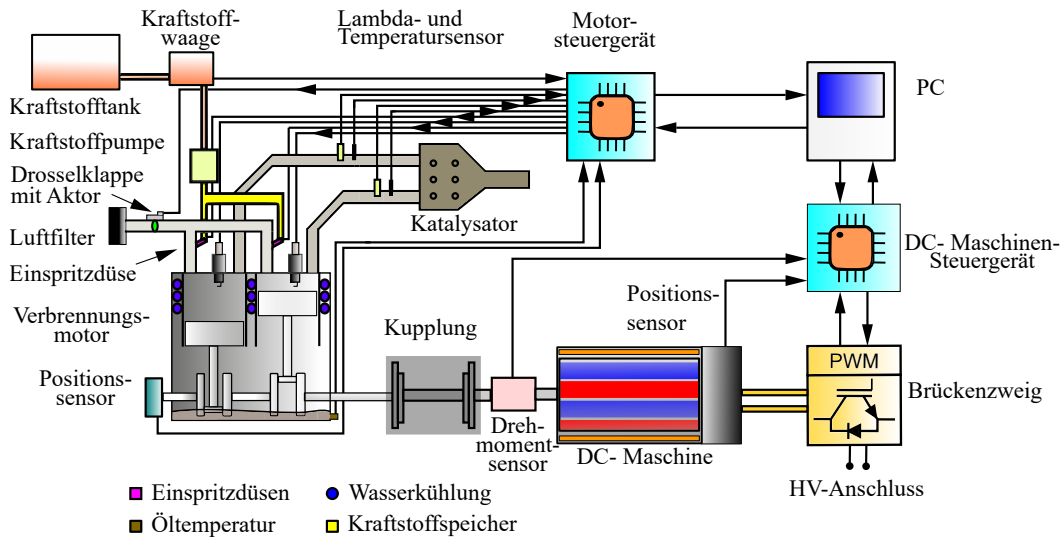 Kraftstoff-
waage
Lambda- und
Temperatursensor
Motor-
steuergerät
PC
Kraftstofftank
Kraftstoffpumpe
Drosselklappe
mit Aktor
Luftfilter
Einspritzdüse
Katalysator
DC- Maschinen-
Steuergerät
Verbrennungs-
motor
Positions-
sensor
Kupplung
Positions-
sensor
PWM
Brückenzweig
Dreh-
moment-
sensor
DC- Maschine
HV-Anschluss
Einspritzdüsen
Wasserkühlung
Öltemperatur
Kraftstoffspeicher